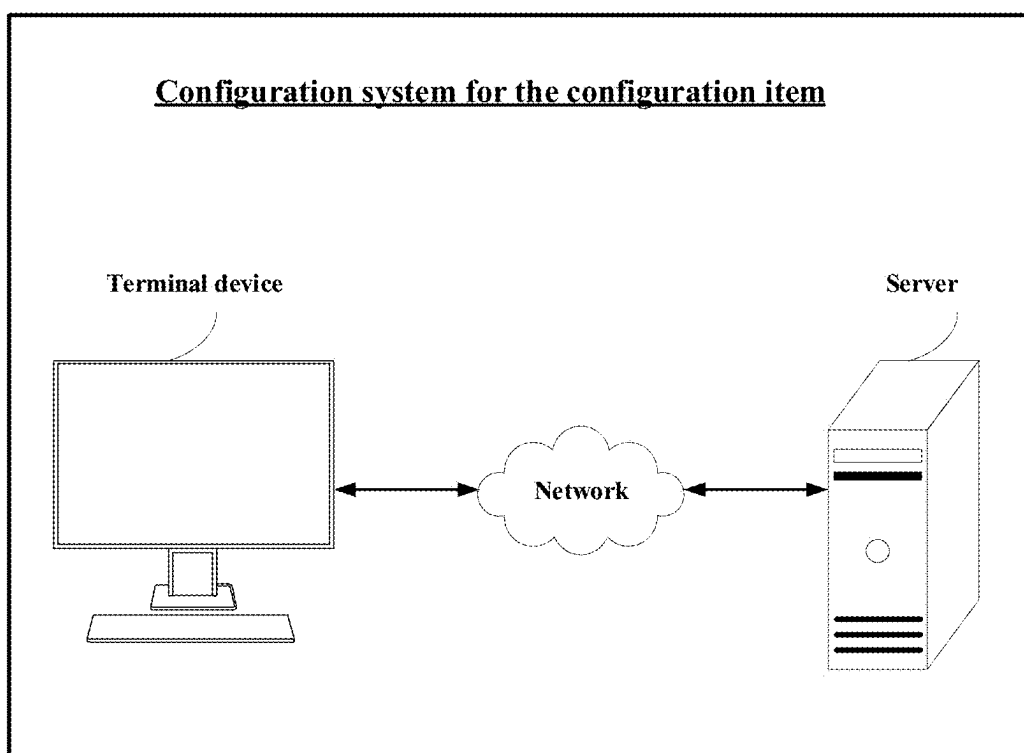 Configuration system for the configuration item
Terminal device
Server
Network